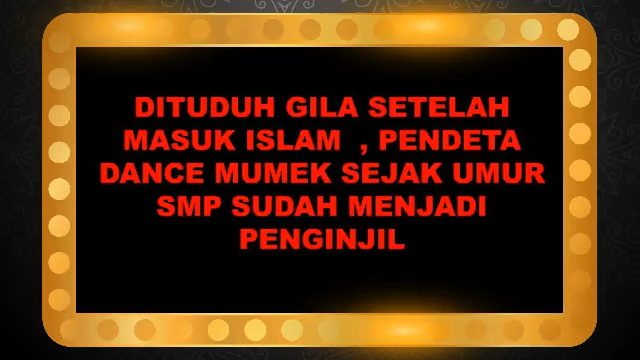 DITUDUH GILA SETELAH
MASUK ISLAM , PENDETA
DANCE MUMEK SEJAK UMUR
SMP SUDAH MENJADI
PENGINJIL